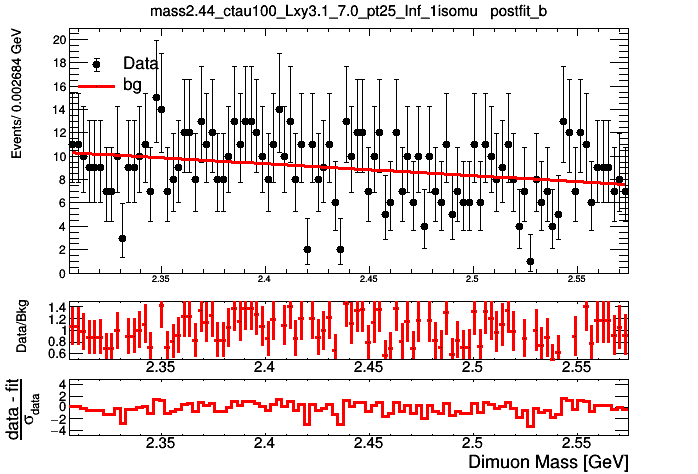 mass2.44_ctau100_Lxy3.1_7.0_pt25_Inf_1isomu postfit_b
Events/ 0.002684 GeV
20
18
16
14
12
10
8
6
4
2
0
Data
bg
2.35 2.4 2.45 2.5 2.55
Data/Bkg
1.4
1.2
1
0.8
0.6
2.35 2.4 2.45 2.5 2.55
data - fit
σdata
4
2
0
−2
−4
2.35 2.4 2.45 2.5 2.55
Dimuon Mass [GeV]